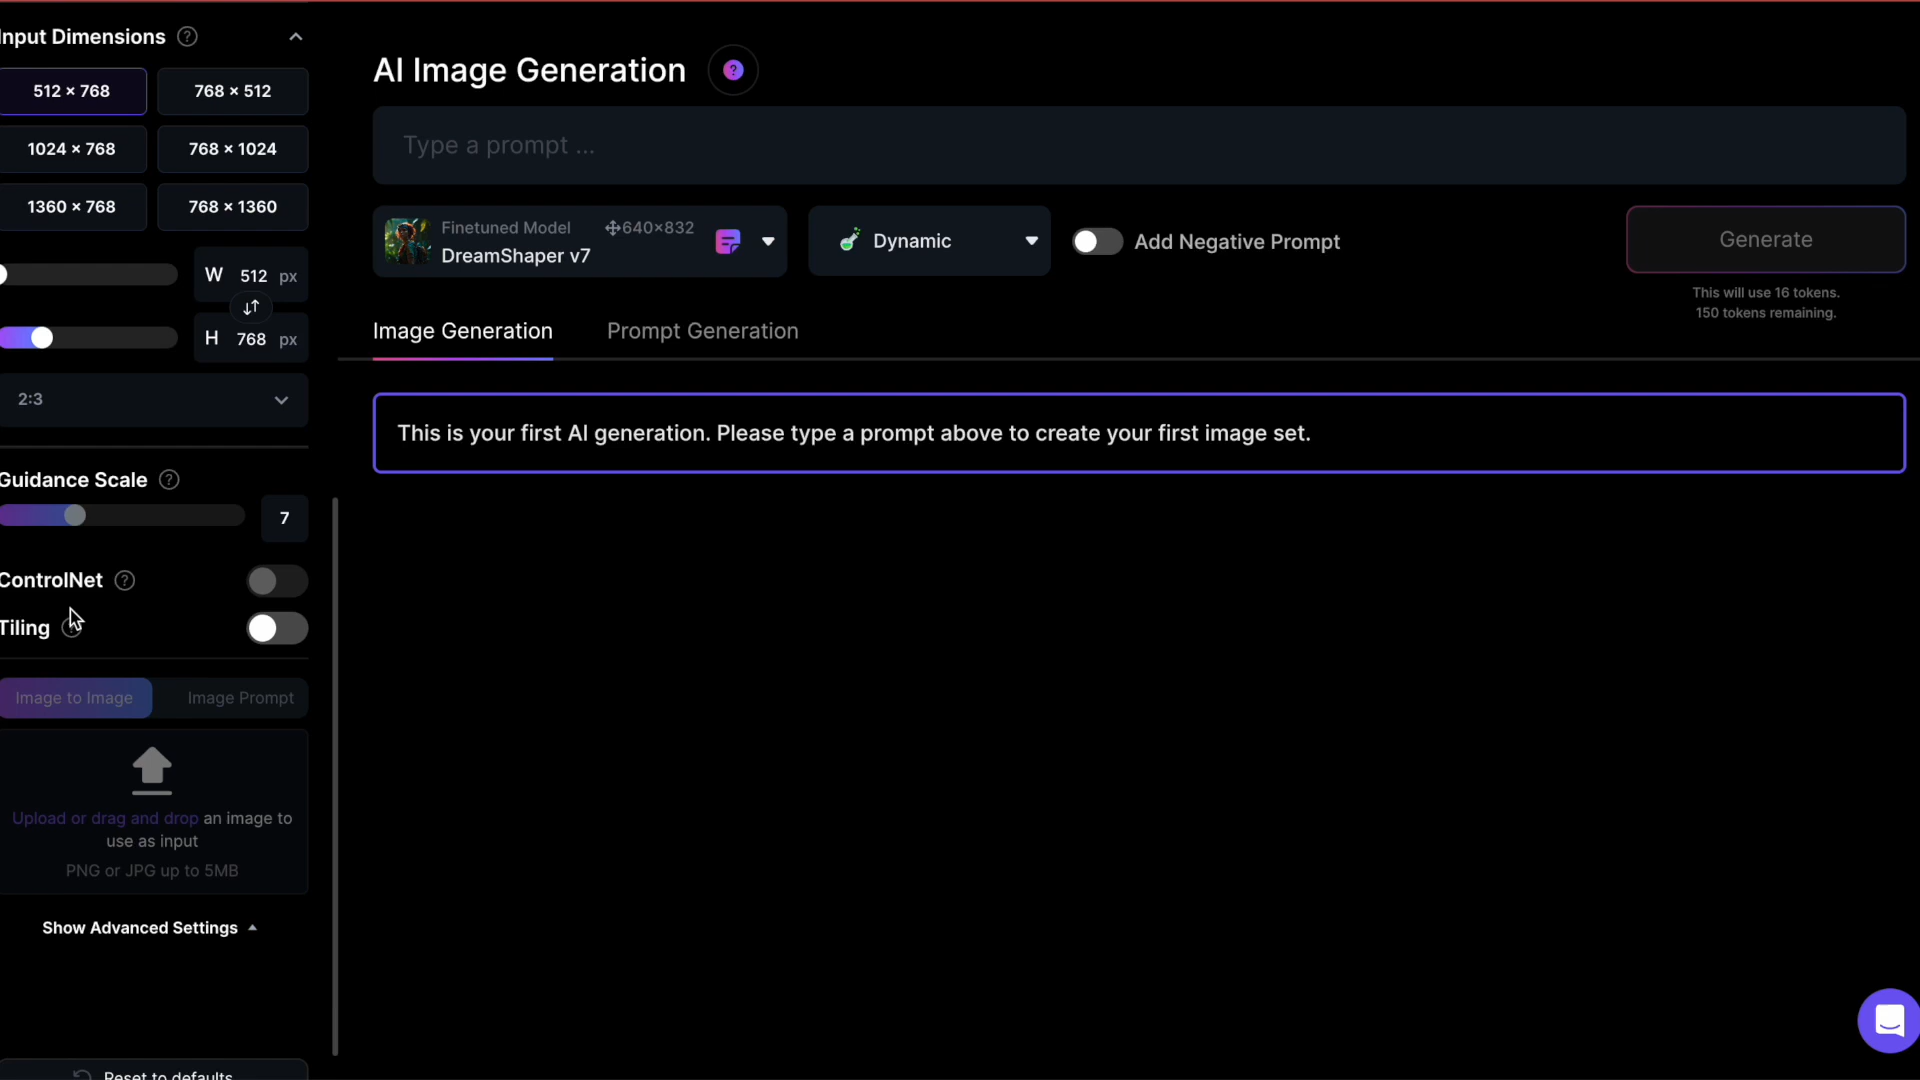 Input Dimensions ?
512 × 768
768 × 512
1024 × 768
768 × 1024
1360 × 768
768 × 1360
W 512 px
H 768 px
2:3
Guidance Scale ?
7
ControlNet ?
Tiling
Image to Image
Image Prompt
Upload or drag and drop an image to
use as input
PNG or JPG up to 5MB
Show Advanced Settings
Reset to defaults
AI Image Generation ?
Type a prompt ...
Finetuned Model 640×832
DreamShaper v7
Dynamic
Add Negative Prompt
Generate
This will use 16 tokens.
150 tokens remaining.
Image Generation
Prompt Generation
This is your first AI generation. Please type a prompt above to create your first image set.